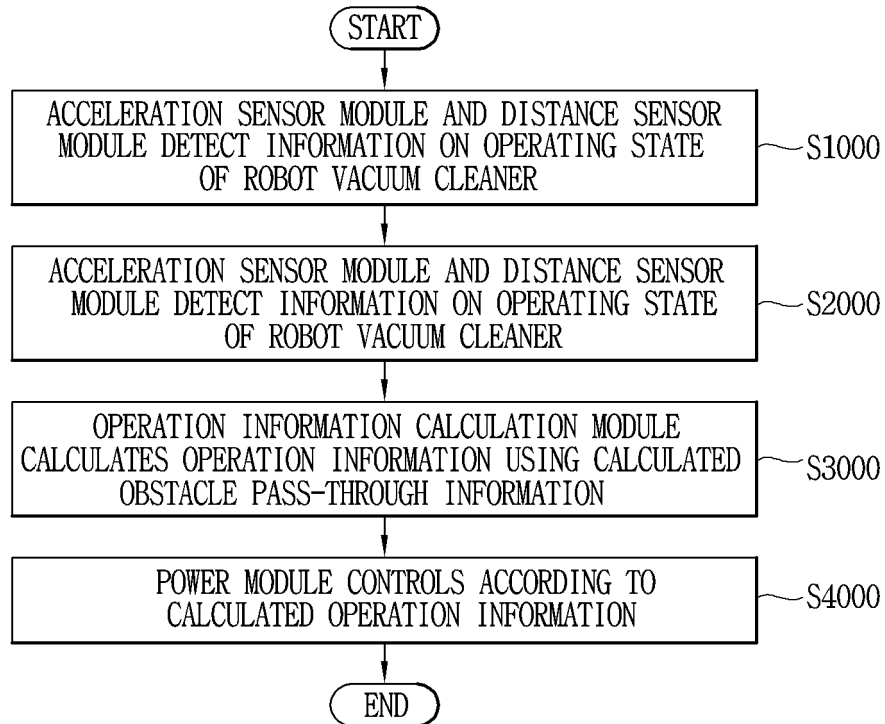 START
ACCELERATION SENSOR MODULE AND DISTANCE SENSOR
MODULE DETECT INFORMATION ON OPERATING STATE
OF ROBOT VACUUM CLEANER
S1000
ACCELERATION SENSOR MODULE AND DISTANCE SENSOR
MODULE DETECT INFORMATION ON OPERATING STATE
OF ROBOT VACUUM CLEANER
S2000
OPERATION INFORMATION CALCULATION MODULE
CALCULATES OPERATION INFORMATION USING CALCULATED
OBSTACLE PASS-THROUGH INFORMATION
S3000
POWER MODULE CONTROLS ACCORDING TO
CALCULATED OPERATION INFORMATION
S4000
END